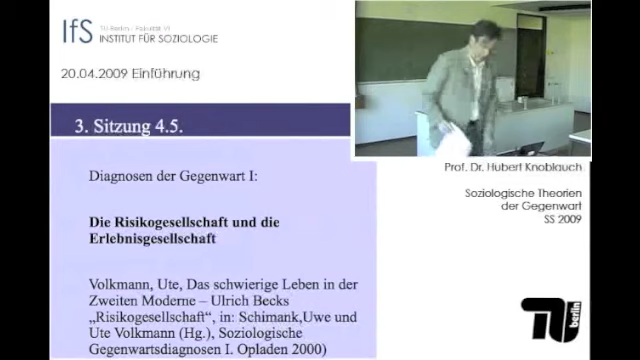 IfS
TU Berlin / Fakultät VI
INSTITUT FÜR SOZIOLOGIE
20.04.2009 Einführung
3. Sitzung 4.5.
Diagnosen der Gegenwart I:
Die Risikogesellschaft und die
Erlebnisgesellschaft
Volkmann, Ute, Das schwierige Leben in der
Zweiten Moderne – Ulrich Becks
„Risikogesellschaft", in: Schimank,Uwe und
Ute Volkmann (Hg.), Soziologische
Gegenwartsdiagnosen I. Opladen 2000)
Prof. Dr. Hubert Knoblauch
Soziologische Theorien
der Gegenwart
SS 2009
TU
berlin